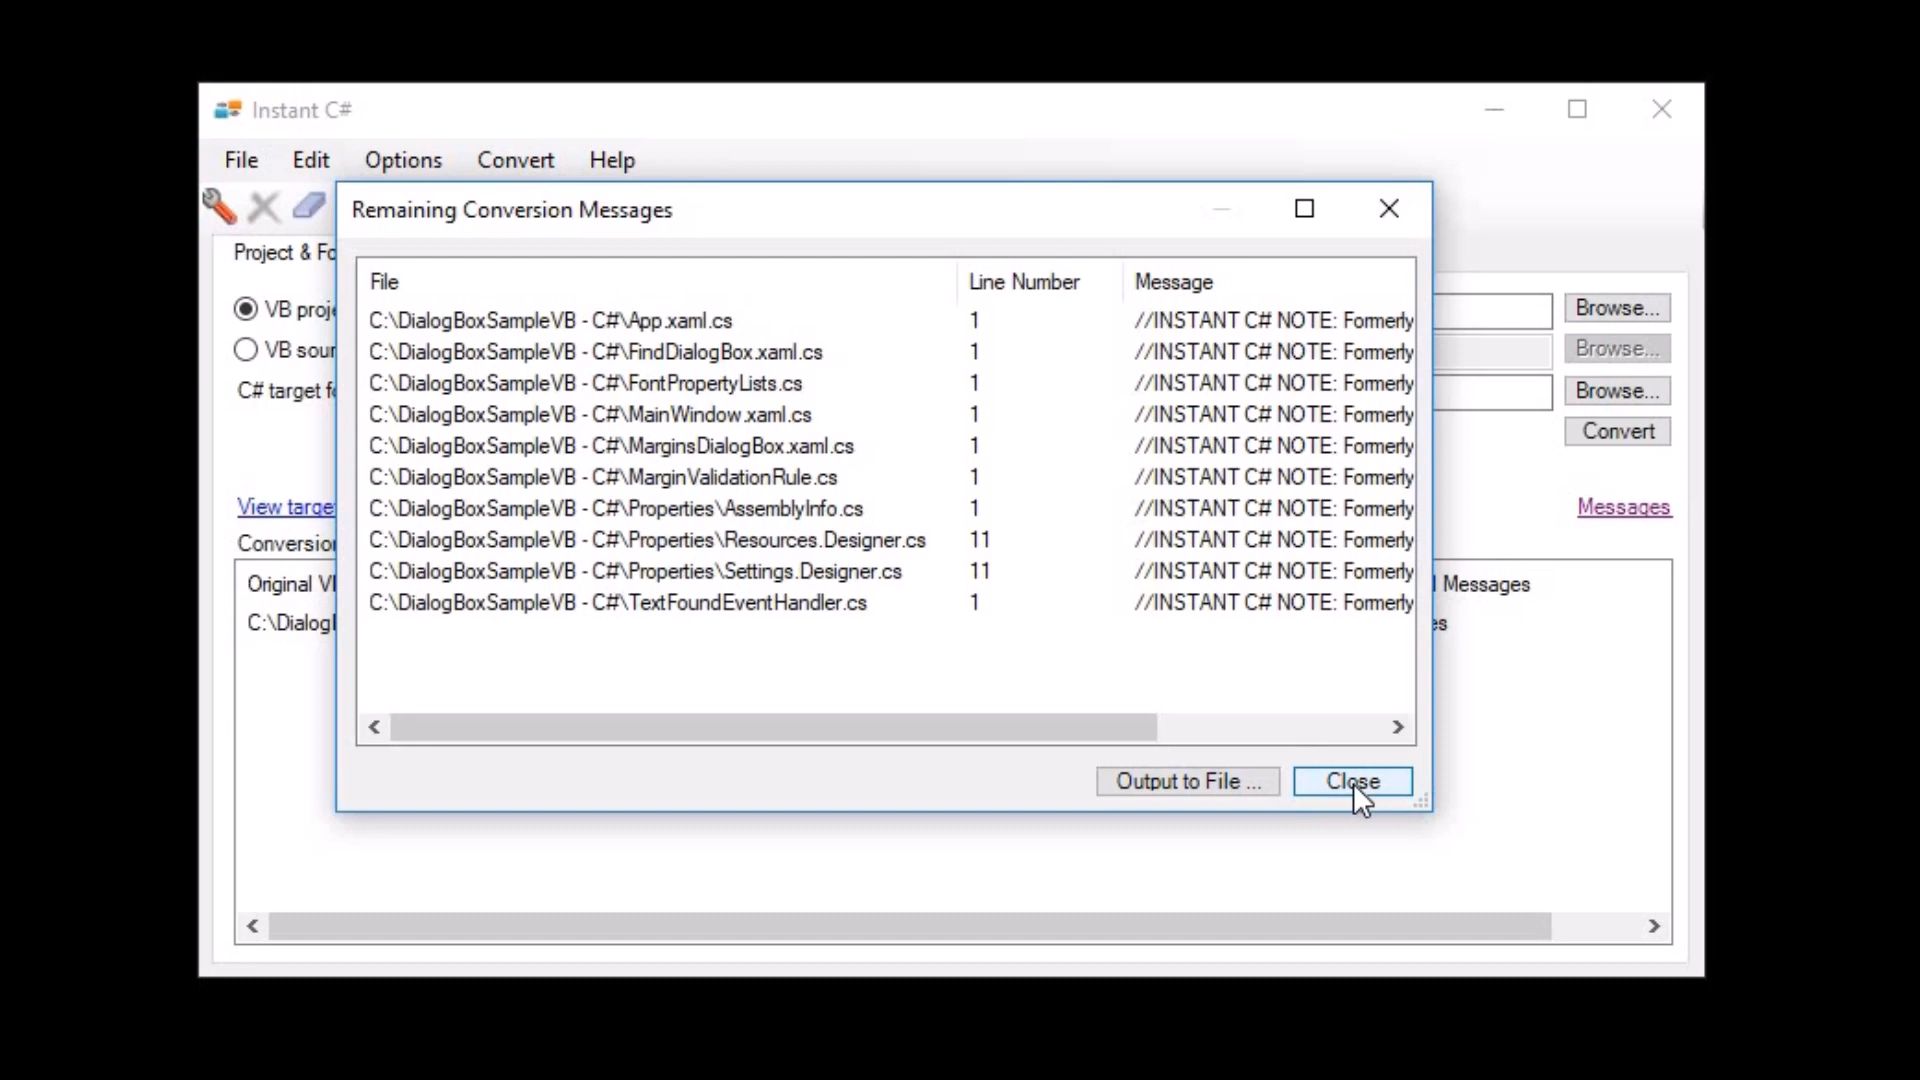 Instant C#
File Edit Options Convert Help
Remaining Conversion Messages
Project & Fo
File Line Number Message
VB proje
Browse...
C:\DialogBoxSampleVB - C#\App.xaml.cs 1 //INSTANT C# NOTE: Formerly
VB sour
Browse...
C:\DialogBoxSampleVB - C#\FindDialogBox.xaml.cs 1 //INSTANT C# NOTE: Formerly
C# target fo
Browse...
C:\DialogBoxSampleVB - C#\FontPropertyLists.cs 1 //INSTANT C# NOTE: Formerly
C:\DialogBoxSampleVB - C#\MainWindow.xaml.cs 1 //INSTANT C# NOTE: Formerly
Convert
C:\DialogBoxSampleVB - C#\MarginsDialogBox.xaml.cs 1 //INSTANT C# NOTE: Formerly
C:\DialogBoxSampleVB - C#\MarginValidationRule.cs 1 //INSTANT C# NOTE: Formerly
View targe
Messages
C:\DialogBoxSampleVB - C#\Properties\AssemblyInfo.cs 1 //INSTANT C# NOTE: Formerly
Conversion
C:\DialogBoxSampleVB - C#\Properties\Resources.Designer.cs 11 //INSTANT C# NOTE: Formerly
C:\DialogBoxSampleVB - C#\Properties\Settings.Designer.cs 11 //INSTANT C# NOTE: Formerly
Original VB
Messages
C:\DialogBoxSampleVB - C#\TextFoundEventHandler.cs 1 //INSTANT C# NOTE: Formerly
C:\Dialog
es
Output to File ... Close